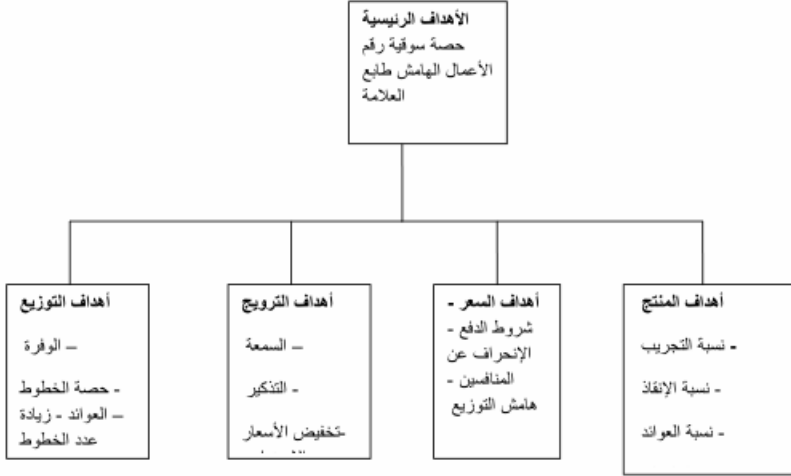 الأهداف الرئيسية
حصة سوقية رقم
الأعمال الهامش طابع
العلامة
أهداف المنتج
- نسبة التجريب
- نسبة الإنقاذ
- نسبة العوائد
أهداف السعر -
شروط الدفع -
الإنحراف عن
المنافسين -
هامش التوزيع
أهداف الترويج
– السمعة
- التذكير
-تخفيض الأسعار
أهداف التوزيع
– الوفرة
- حصة الخطوط
– العوائد - زيادة
عدد الخطوط